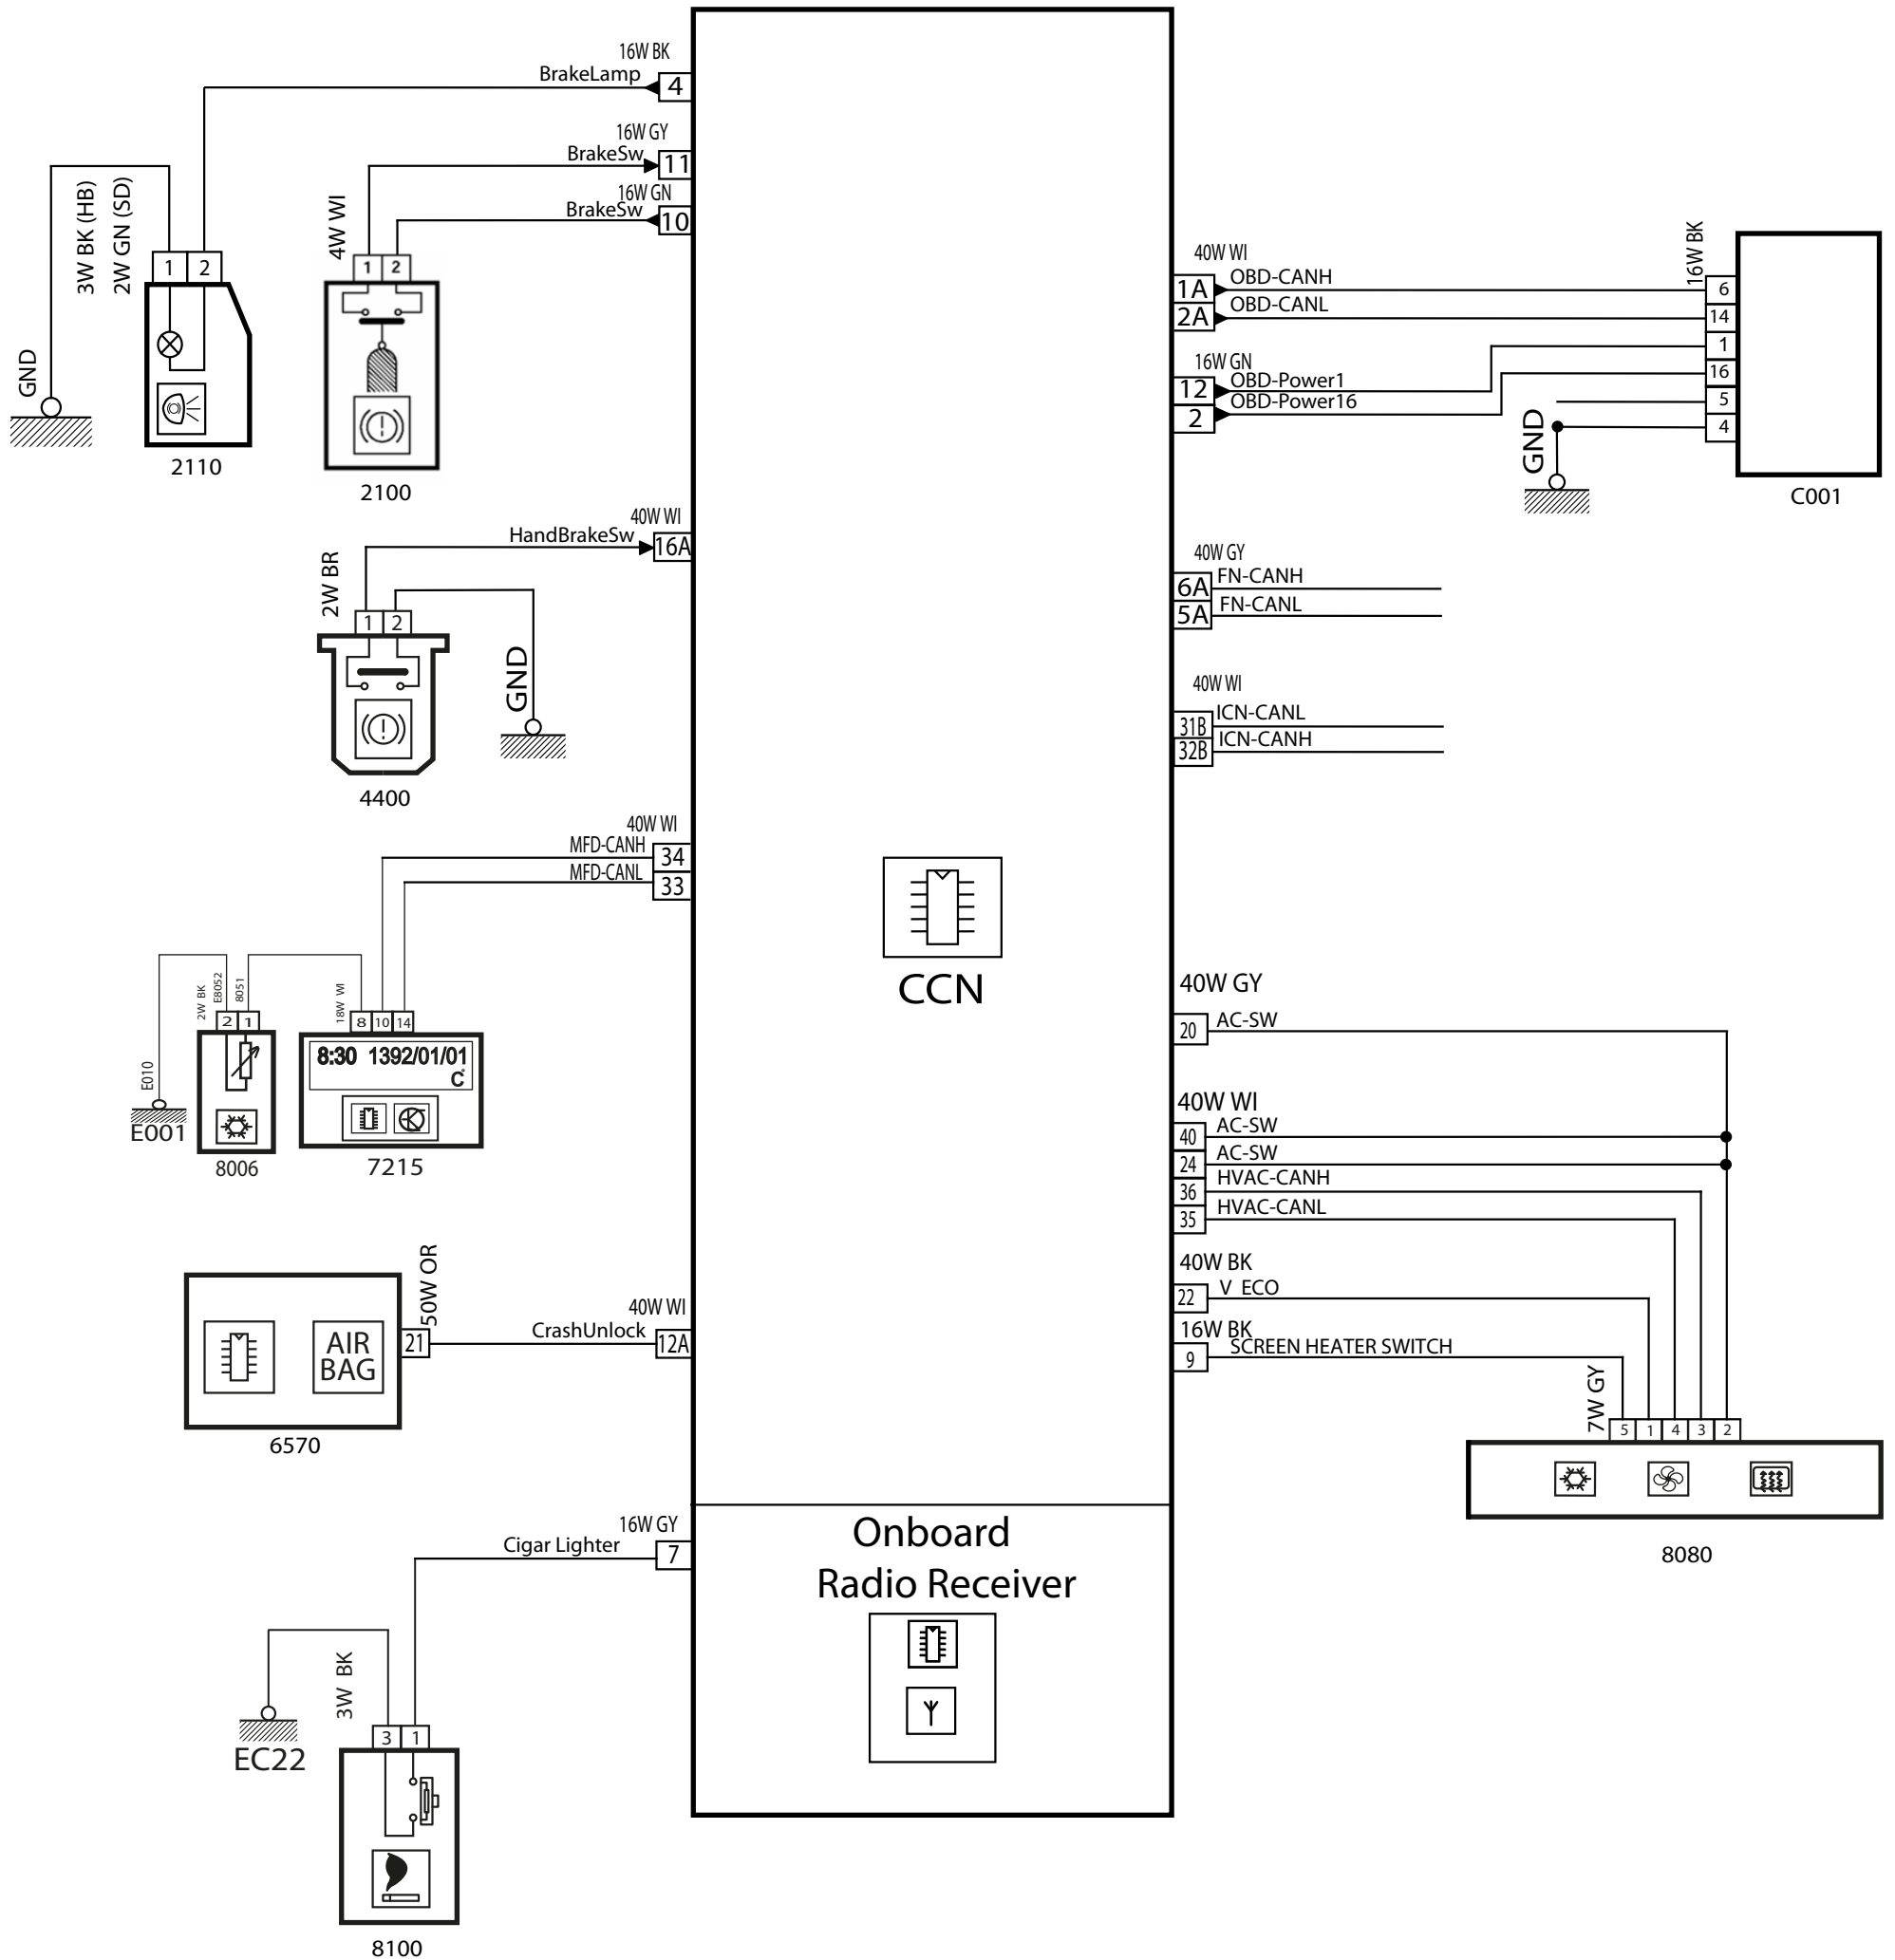 16W BK
BrakeLamp
4
16W GY
BrakeSw
11
16W GN
BrakeSw
10
3W BK (HB)
2W GN (SD)
1 2
GND
2110
4W WI
1 2
2100
40W WI
HandBrakeSw
16A
2W BR
1 2
GND
4400
40W WI
MFD-CANH
34
MFD-CANL
33
2W BK
E8052
8051
18W WI
2 1
8 10 14
8:30 1392/01/01
C°
E010
E001
8006
7215
50W OR
40W WI
CrashUnlock
12A
21
AIR
BAG
6570
16W GY
Cigar Lighter
7
3W BK
3 1
EC22
8100
CCN
Onboard
Radio Receiver
40W WI
1A OBD-CANH
2A OBD-CANL
16W GN
12 OBD-Power1
2 OBD-Power16
16W BK
6
14
1
16
5
4
GND
C001
40W GY
6A FN-CANH
5A FN-CANL
40W WI
31B ICN-CANL
32B ICN-CANH
40W GY
20 AC-SW
40W WI
40 AC-SW
24 AC-SW
36 HVAC-CANH
35 HVAC-CANL
40W BK
22 V ECO
16W BK
9 SCREEN HEATER SWITCH
7W GY
5 1 4 3 2
8080